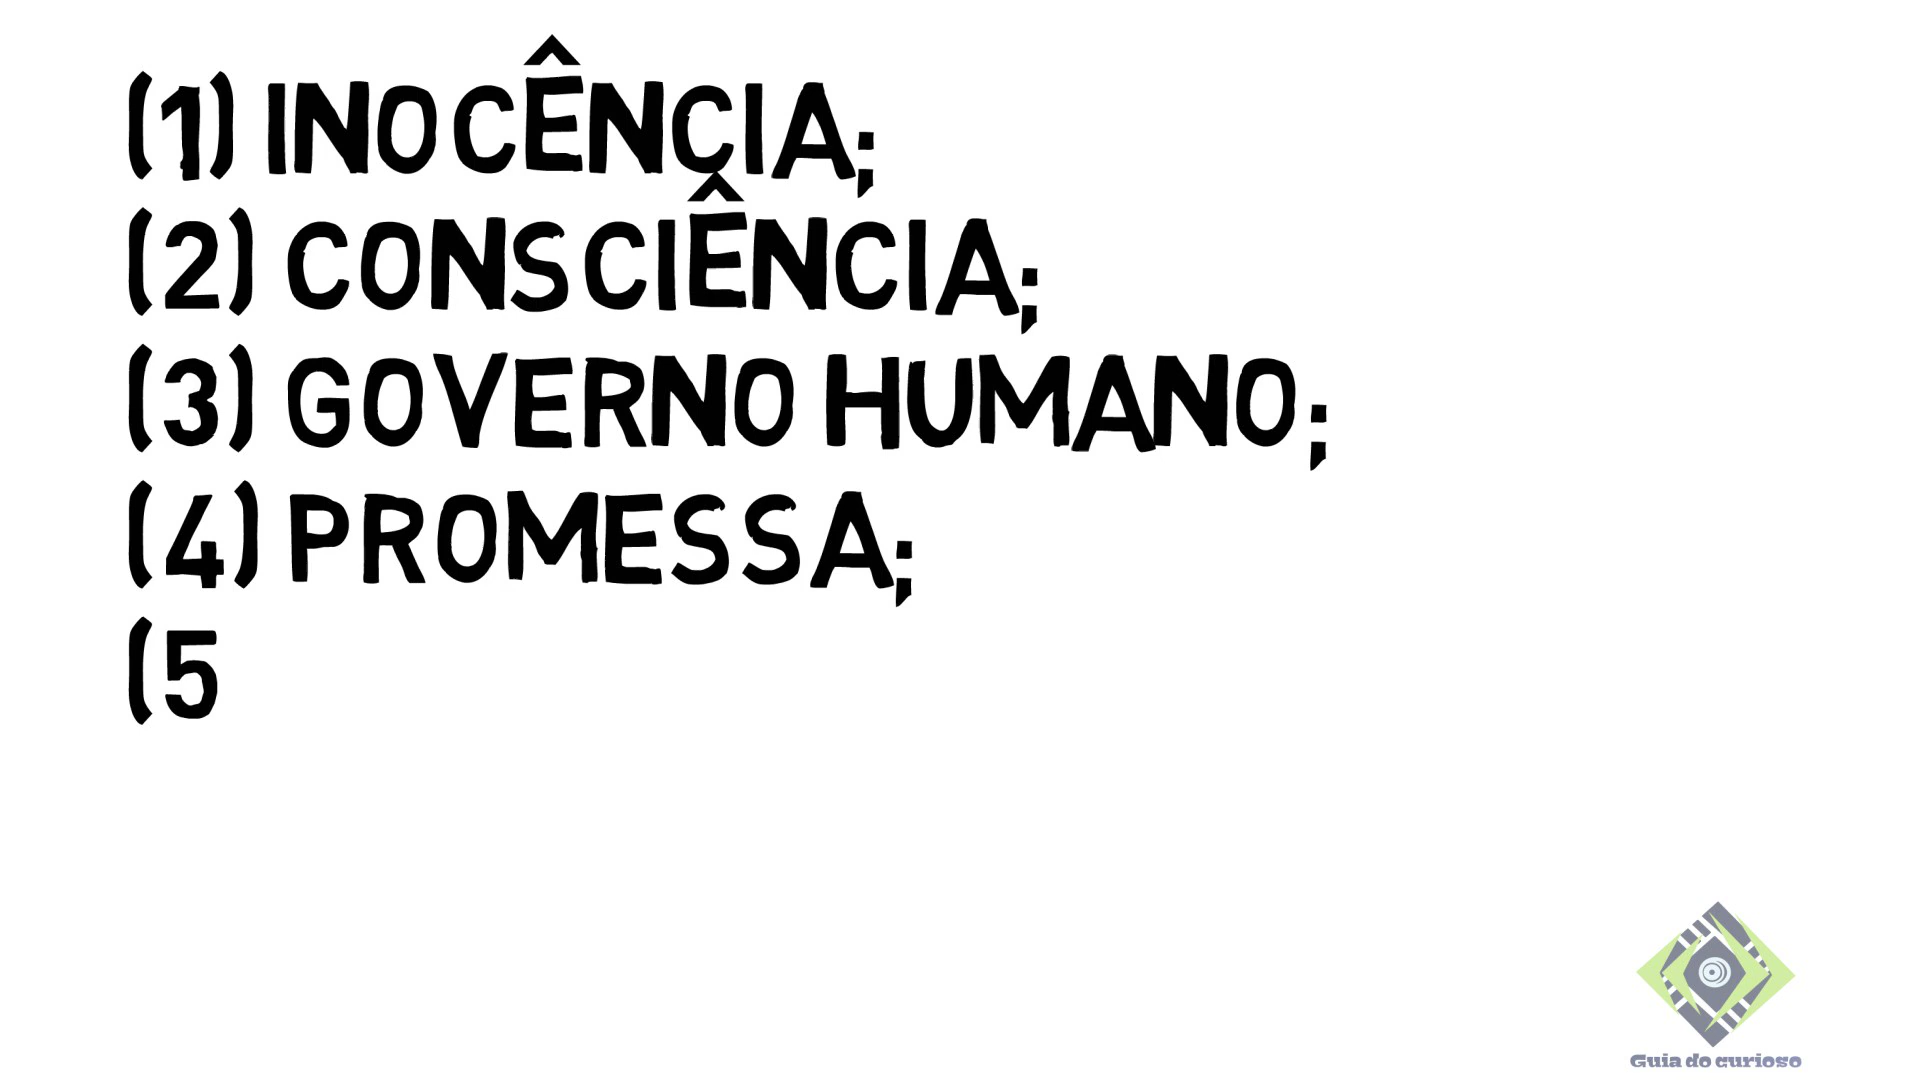 (1) INOCÊNCIA;
(2) CONSCIÊNCIA;
(3) GOVERNO HUMANO;
(4) PROMESSA;
(5
Guia do curioso